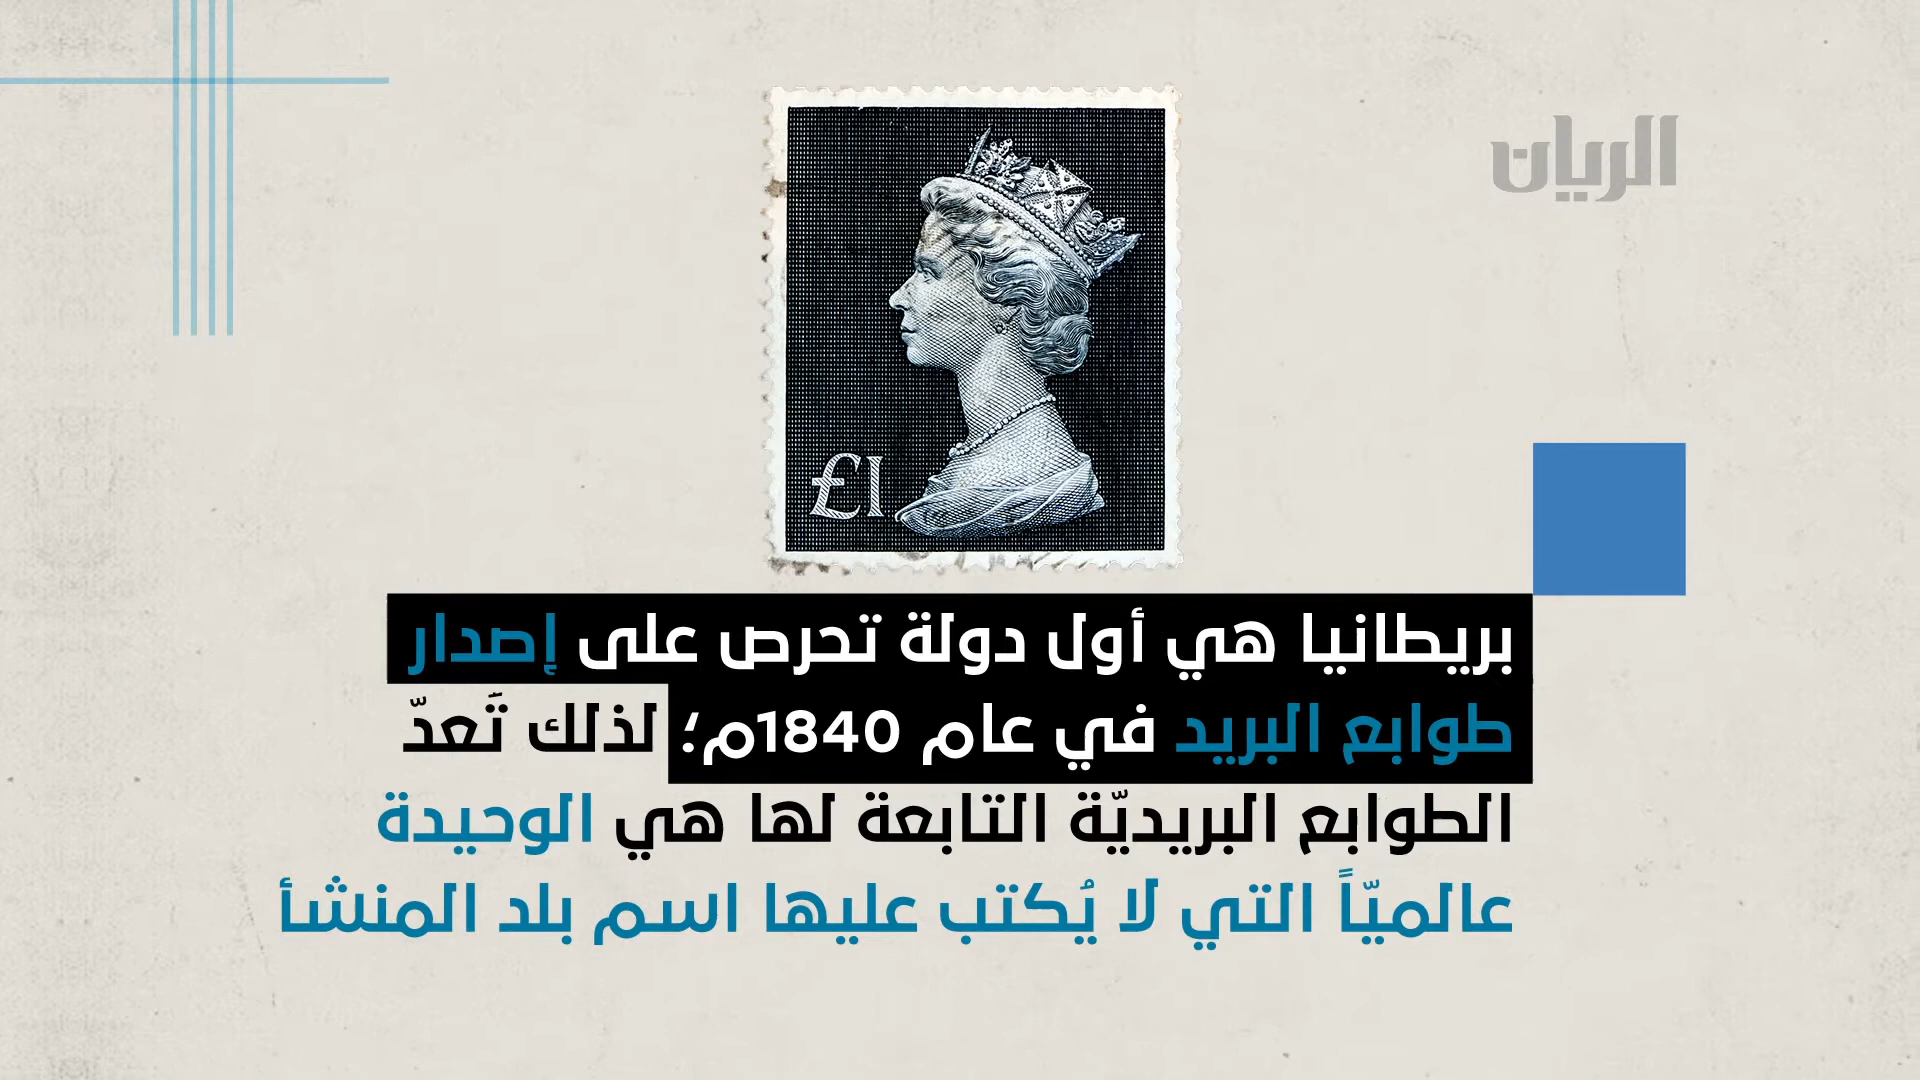 الريان
£1
بريطانيا هي أول دولة تحرص على إصدار
طوابع البريد في عام 1840م؛ لذلك تَعدّ
الطوابع البريديّة التابعة لها هي الوحيدة
عالميّاً التي لا يُكتب عليها اسم بلد المنشأ